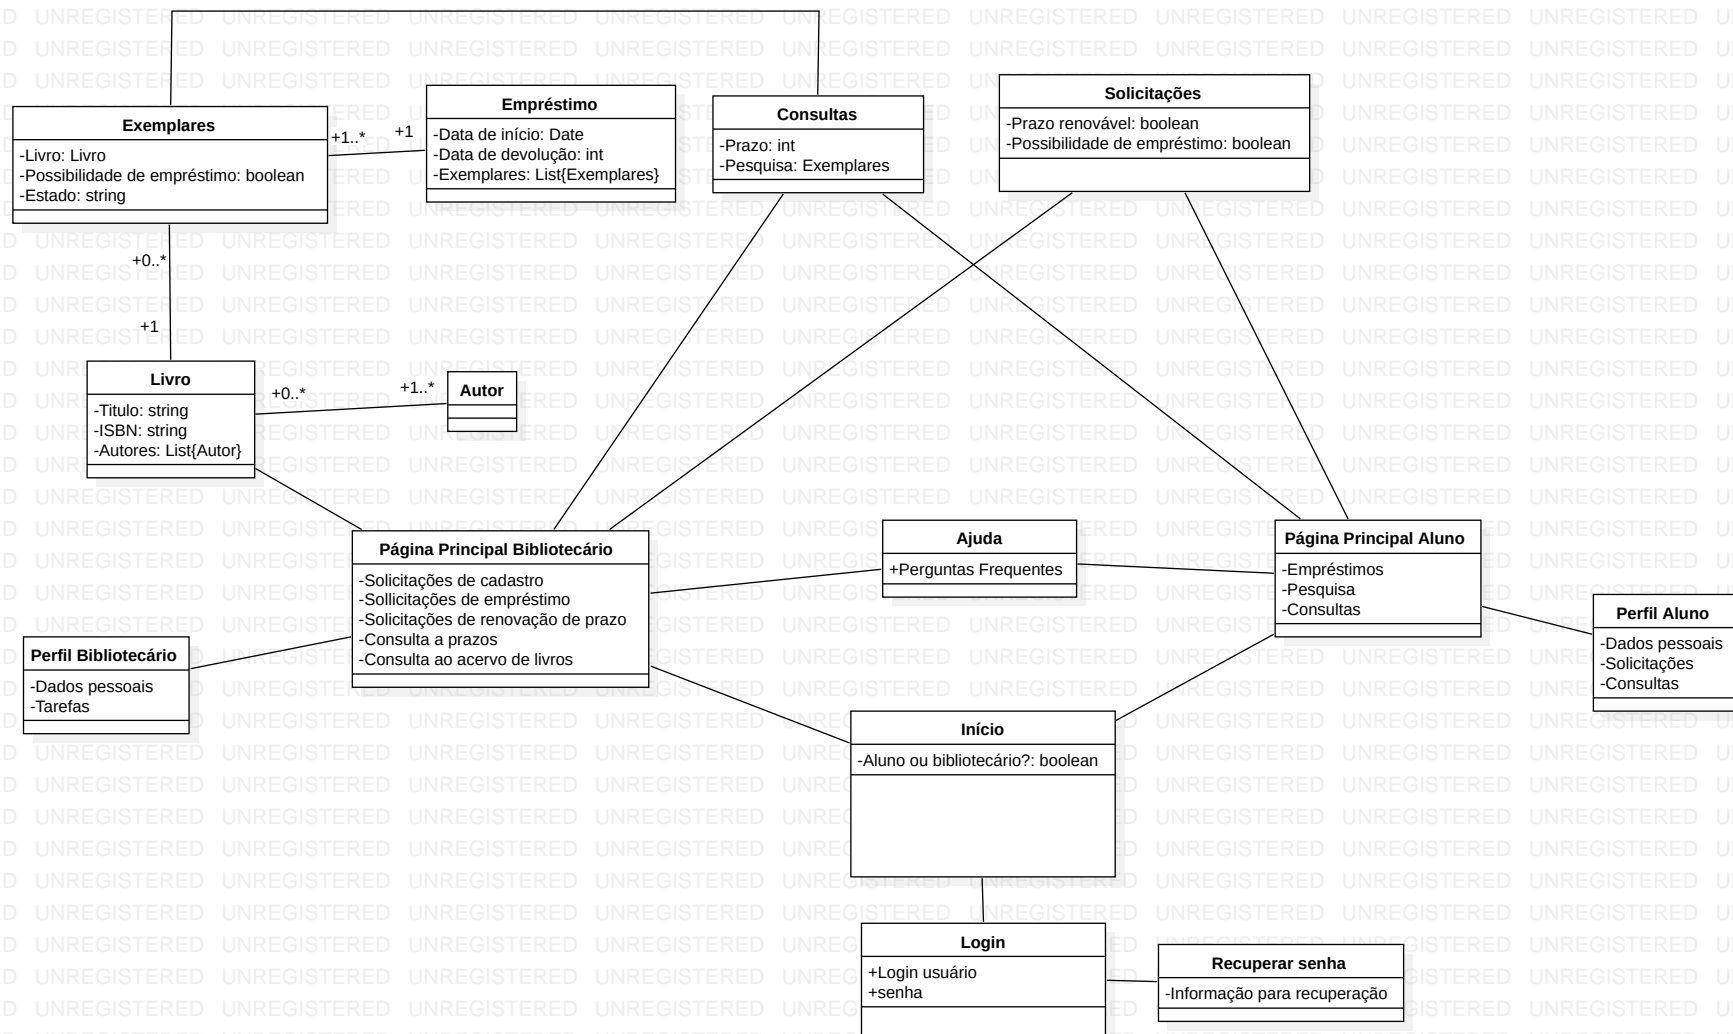 Exemplares
-Livro: Livro
-Possibilidade de empréstimo: boolean
-Estado: string
+1..*
+1
Empréstimo
-Data de início: Date
-Data de devolução: int
-Exemplares: List{Exemplares}
Consultas
-Prazo: int
-Pesquisa: Exemplares
Solicitações
-Prazo renovável: boolean
-Possibilidade de empréstimo: boolean
+0..*
+1
Livro
-Titulo: string
-ISBN: string
-Autores: List{Autor}
+0..*
+1..*
Autor
Página Principal Bibliotecário
-Solicitações de cadastro
-Sollicitações de empréstimo
-Solicitações de renovação de prazo
-Consulta a prazos
-Consulta ao acervo de livros
Ajuda
+Perguntas Frequentes
Página Principal Aluno
-Empréstimos
-Pesquisa
-Consultas
Perfil Aluno
-Dados pessoais
-Solicitações
-Consultas
Perfil Bibliotecário
-Dados pessoais
-Tarefas
Início
-Aluno ou bibliotecário?: boolean
Login
+Login usuário
+senha
Recuperar senha
-Informação para recuperação
UNREGISTERED